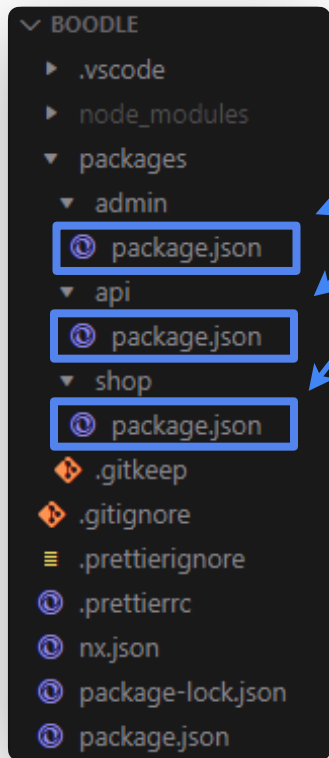 BOODLE
.vscode
node_modules
packages
admin
package.json
api
package.json
shop
package.json
.gitkeep
.gitignore
.prettierignore
.prettierrc
nx.json
package-lock.json
package.json